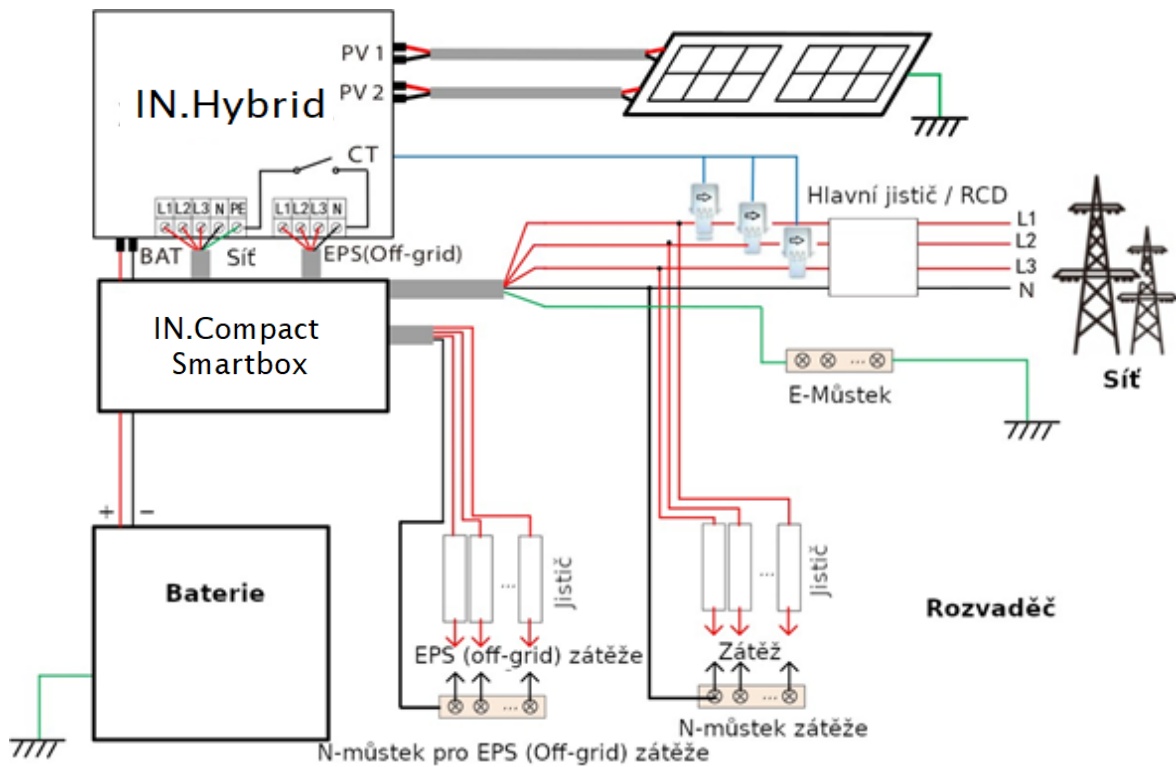 PV 1
IN.Hybrid
PV 2
CT
Hlavní jistič / RCD
L1 L2 L3 N PE
L1 L2 L3 N
L1
L2
L3
N
BAT
Síť
EPS(Off-grid)
IN.Compact
Smartbox
Síť
E-Můstek
+
−
Baterie
...
Jistič
...
Jistič
Rozvaděč
EPS (off-grid) zátěže
Zátěž
...
...
...
N-můstek zátěže
N-můstek pro EPS (Off-grid) zátěže